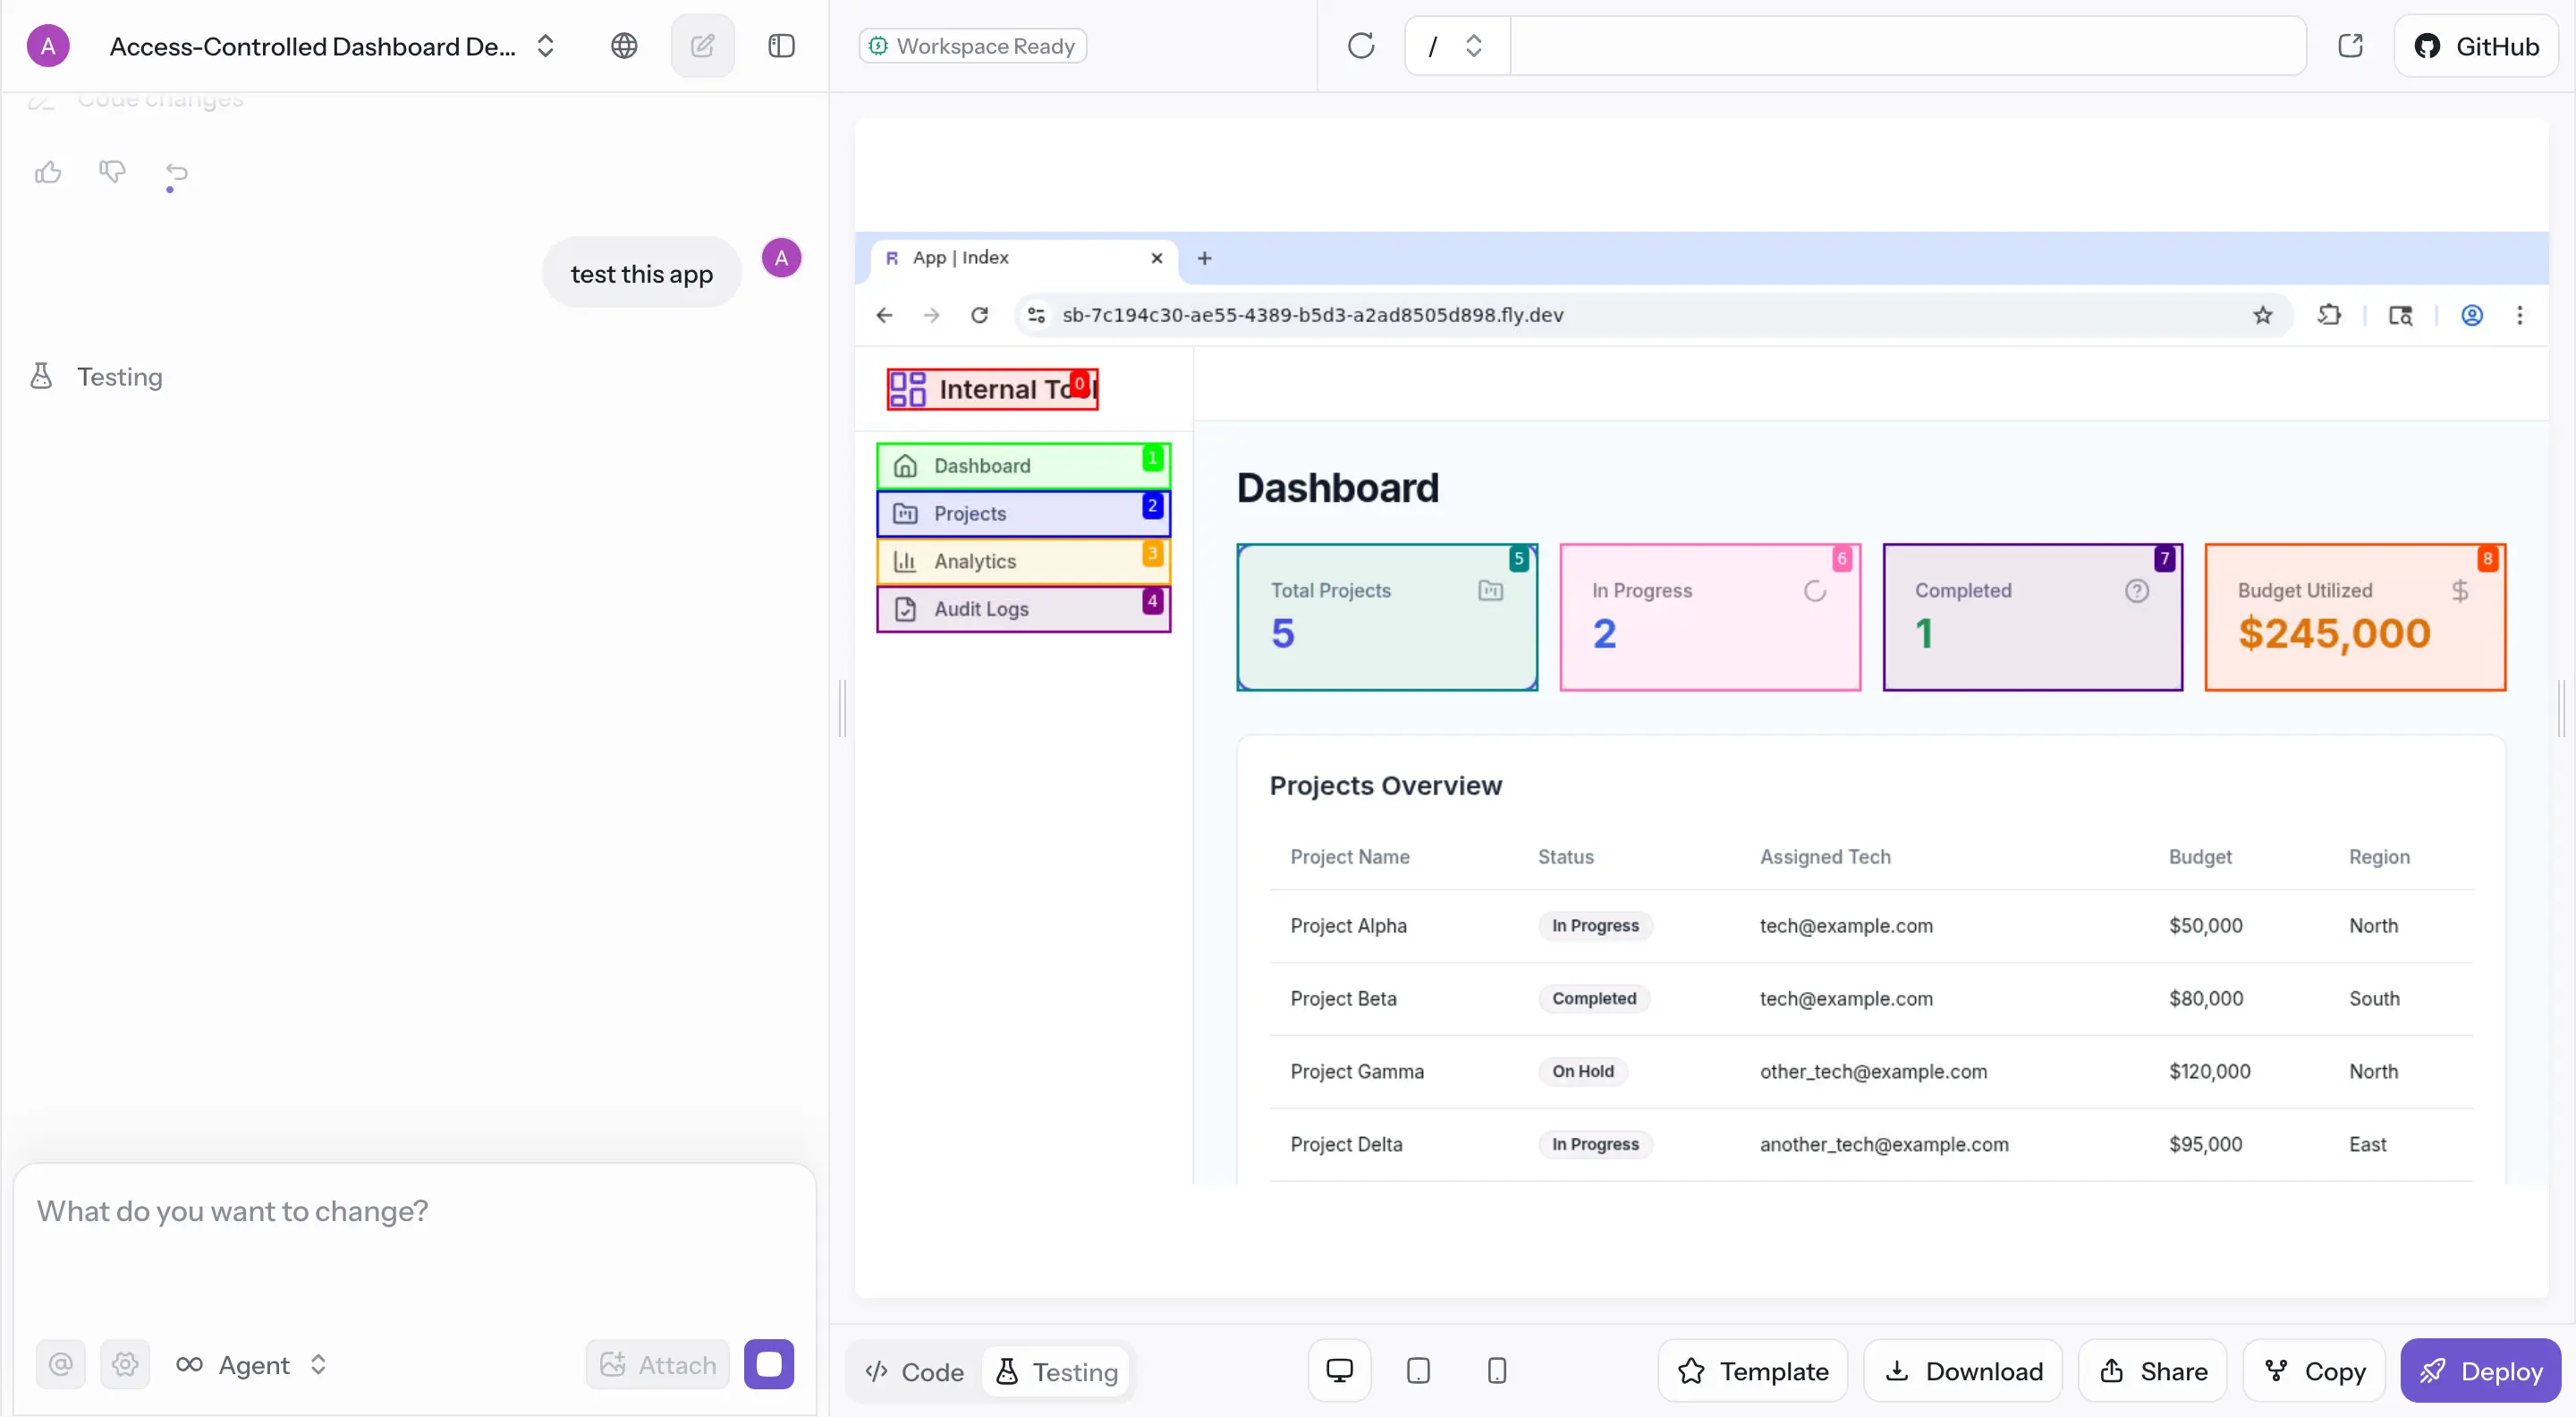 A Access-Controlled Dashboard De...
Code changes
test this app
A
Testing
What do you want to change?
@ Agent Attach
Workspace Ready
/ GitHub
App | Index
sb-7c194c30-ae55-4389-b5d3-a2ad8505d898.fly.dev
Internal Tool 0
Dashboard 1
Projects 2
Analytics 3
Audit Logs 4
Dashboard
5
Total Projects
5
6
In Progress
2
7
Completed
1
8
Budget Utilized
$245,000
Projects Overview
Project Name Status Assigned Tech Budget Region
Project Alpha In Progress tech@example.com $50,000 North
Project Beta Completed tech@example.com $80,000 South
Project Gamma On Hold other_tech@example.com $120,000 North
Project Delta In Progress another_tech@example.com $95,000 East
Code Testing Template Download Share Copy Deploy